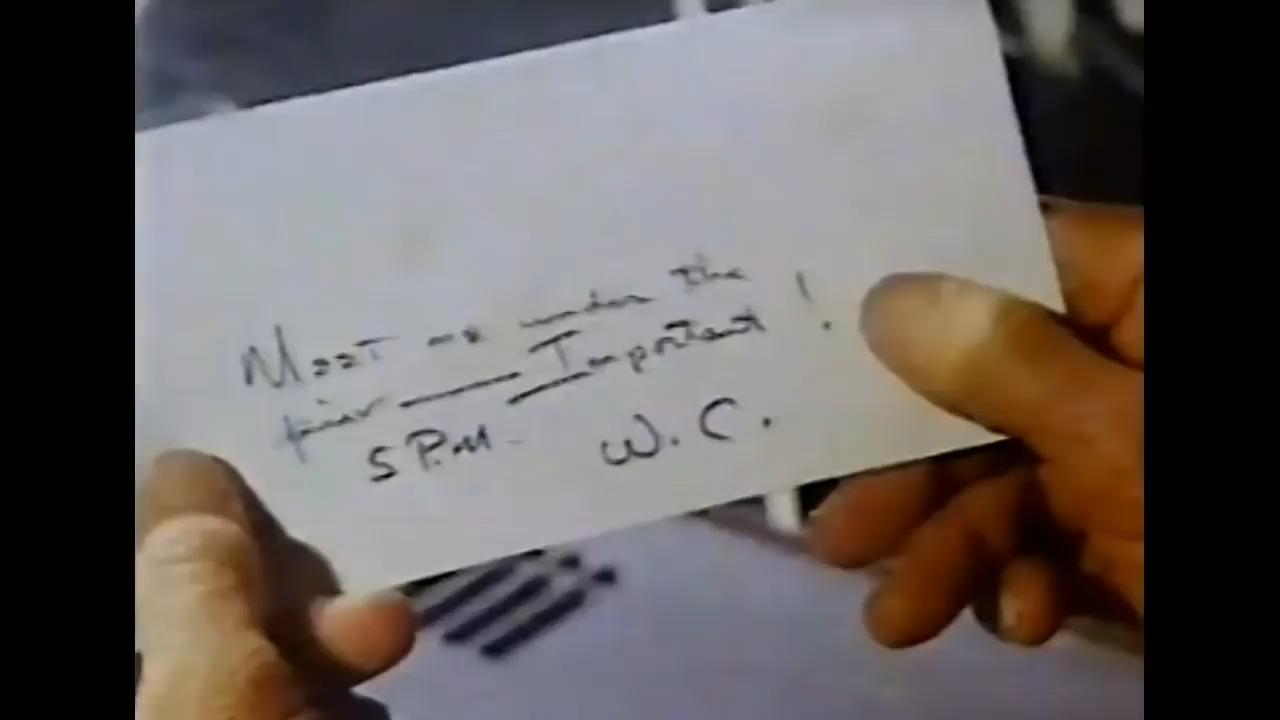 Meet me under the
pier — Important!
5 P.M. W.C.